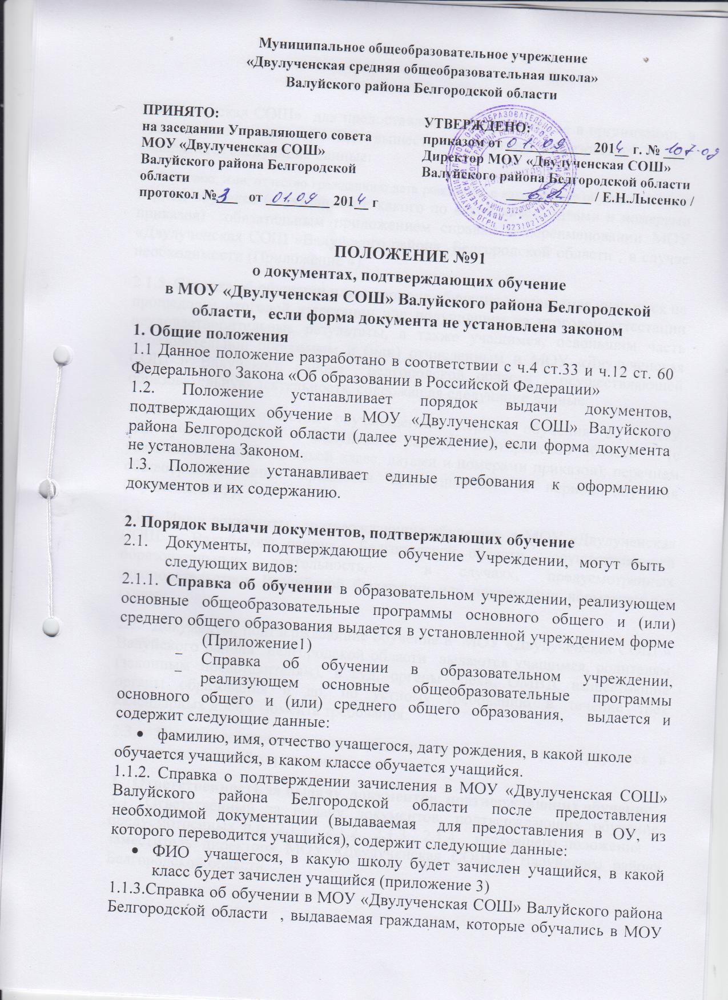 Муниципальное общеобразовательное учреждение
«Двулученская средняя общеобразовательная школа»
Валуйского района Белгородской области
ПРИНЯТО:
на заседании Управляющего совета
МОУ «Двулученская СОШ»
Валуйского района Белгородской
области
протокол № 3 от 01.09 2014 г
УТВЕРЖДЕНО:
приказом от 01.09 2014 г. № 107-09
Директор МОУ «Двулученская СОШ»
Валуйского района Белгородской области
/ Е.Н.Лысенко /
ПОЛОЖЕНИЕ №91
о документах, подтверждающих обучение
в МОУ «Двулученская СОШ» Валуйского района Белгородской
области, если форма документа не установлена законом
1. Общие положения
1.1 Данное положение разработано в соответствии с ч.4 ст.33 и ч.12 ст. 60
Федерального Закона «Об образовании в Российской Федерации»
1.2. Положение устанавливает порядок выдачи документов,
подтверждающих обучение в МОУ «Двулученская СОШ» Валуйского
района Белгородской области (далее учреждение), если форма документа
не установлена Законом.
1.3. Положение устанавливает единые требования к оформлению
документов и их содержанию.
2. Порядок выдачи документов, подтверждающих обучение
2.1. Документы, подтверждающие обучение Учреждении, могут быть
следующих видов:
2.1.1. Справка об обучении в образовательном учреждении, реализующем
основные общеобразовательные программы основного общего и (или)
среднего общего образования выдается в установленной учреждением форме
(Приложение1)
– Справка об обучении в образовательном учреждении,
– реализующем основные общеобразовательные программы
основного общего и (или) среднего общего образования, выдается и
содержит следующие данные:
• фамилию, имя, отчество учащегося, дату рождения, в какой школе
обучается учащийся, в каком классе обучается учащийся.
1.1.2. Справка о подтверждении зачисления в МОУ «Двулученская СОШ»
Валуйского района Белгородской области после предоставления
необходимой документации (выдаваемая для предоставления в ОУ, из
которого переводится учащийся), содержит следующие данные:
• ФИО учащегося, в какую школу будет зачислен учащийся, в какой
класс будет зачислен учащийся (приложение 3)
1.1.3.Справка об обучении в МОУ «Двулученская СОШ» Валуйского района
Белгородской области , выдаваемая гражданам, которые обучались в МОУ